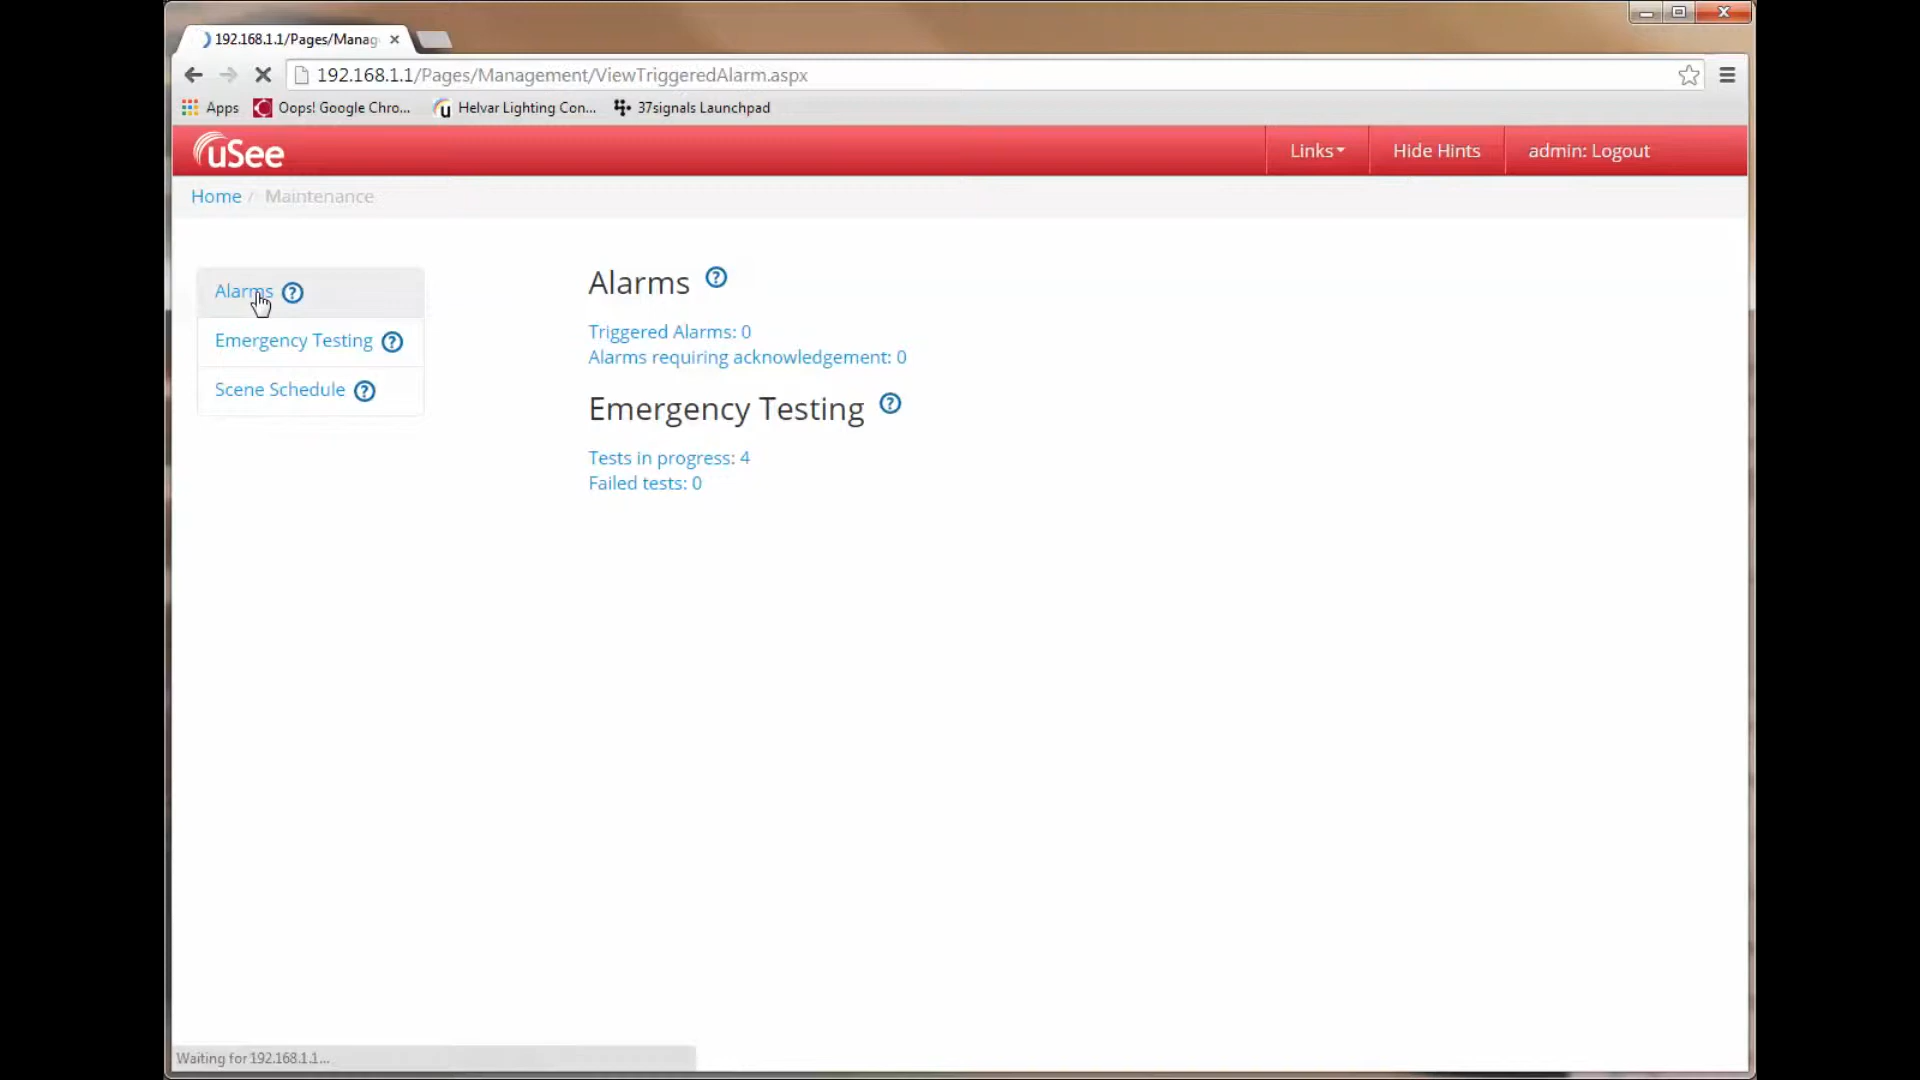 192.168.1.1/Pages/Manag
192.168.1.1/Pages/Management/ViewTriggeredAlarm.aspx
Apps Oops! Google Chro... Helvar Lighting Con... 37signals Launchpad
uSee Links Hide Hints admin: Logout
Home / Maintenance
Alarms
Emergency Testing
Scene Schedule
Alarms
Triggered Alarms: 0
Alarms requiring acknowledgement: 0
Emergency Testing
Tests in progress: 4
Failed tests: 0
Waiting for 192.168.1.1...